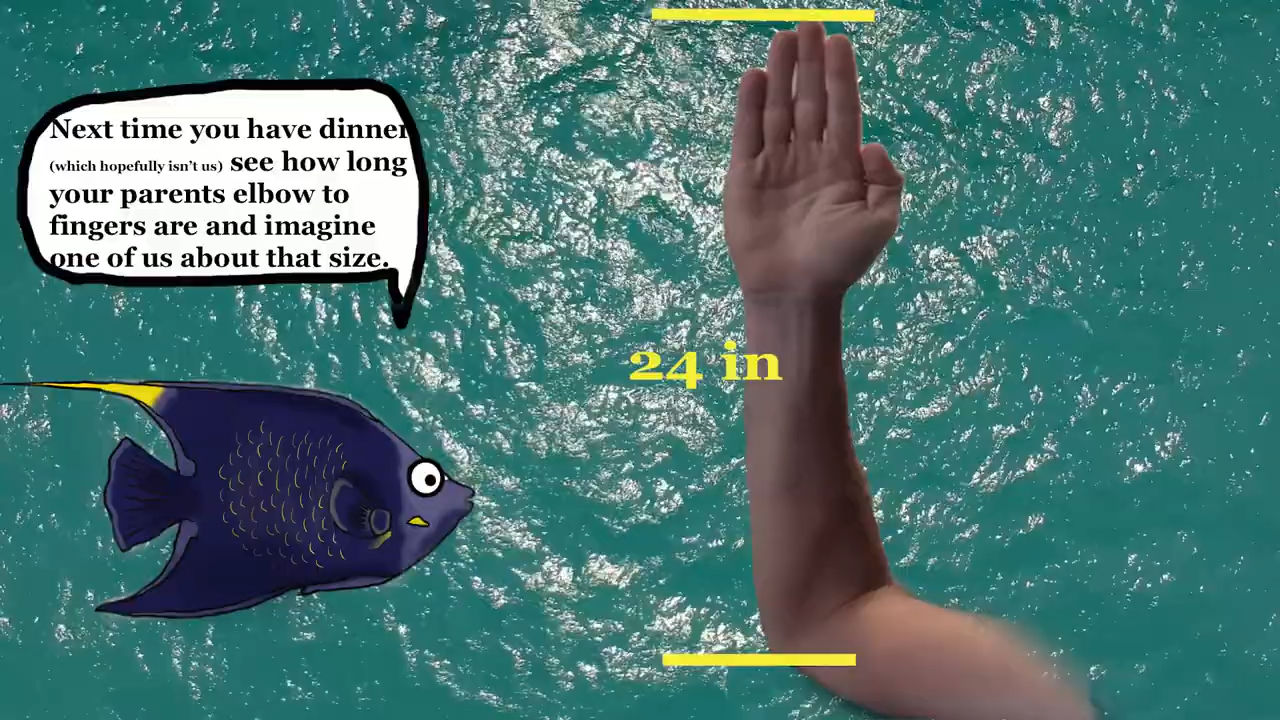 Next time you have dinner
(which hopefully isn't us) see how long
your parents elbow to
fingers are and imagine
one of us about that size.
24 in